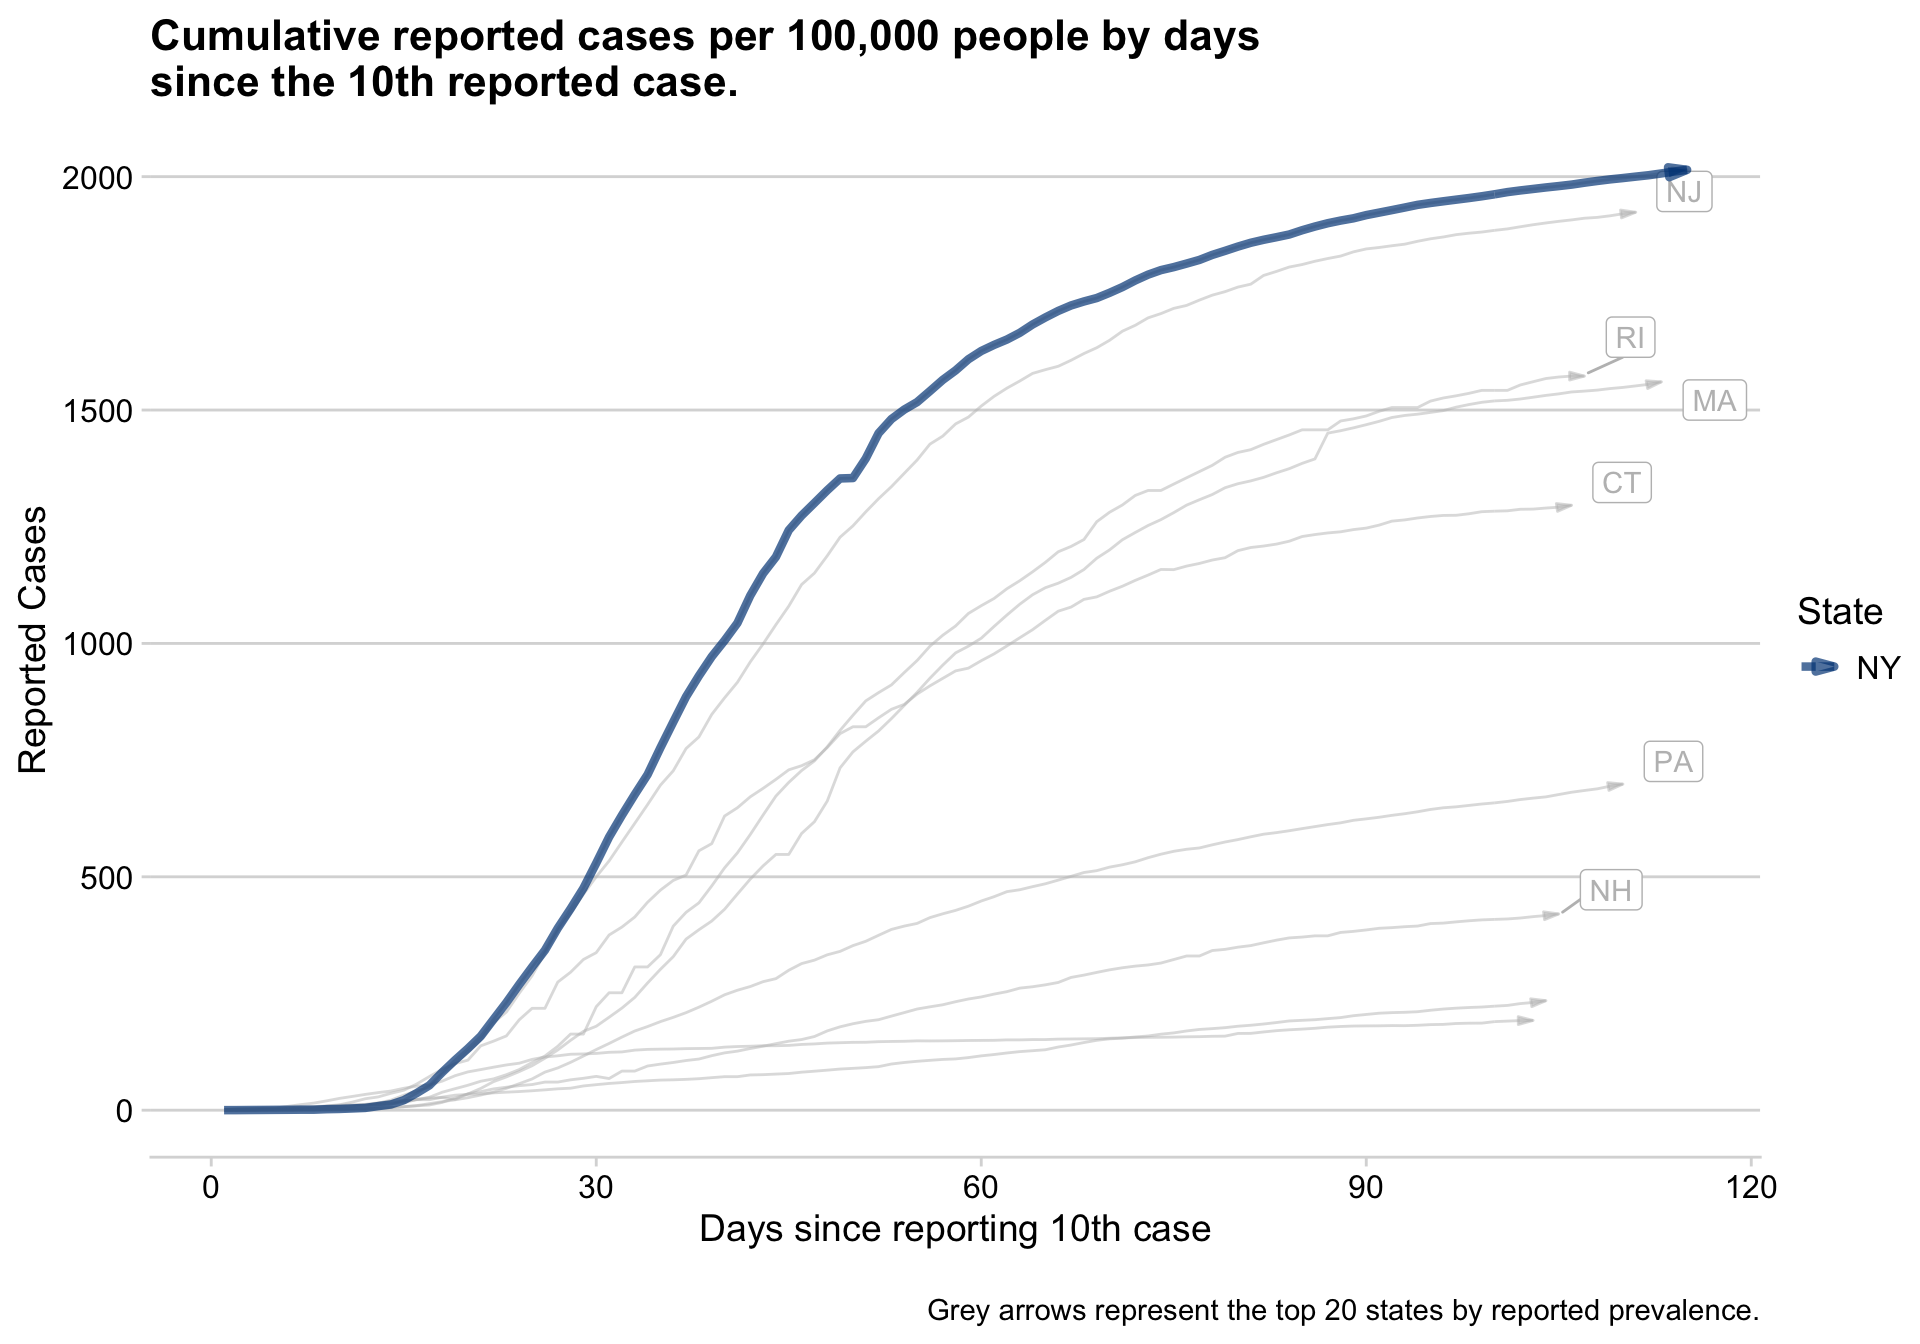 Cumulative reported cases per 100,000 people by days
since the 10th reported case.
2000
1500
1000
500
0
Reported Cases
NJ
RI
MA
CT
PA
NH
State
NY
0
30
60
90
120
Days since reporting 10th case
Grey arrows represent the top 20 states by reported prevalence.